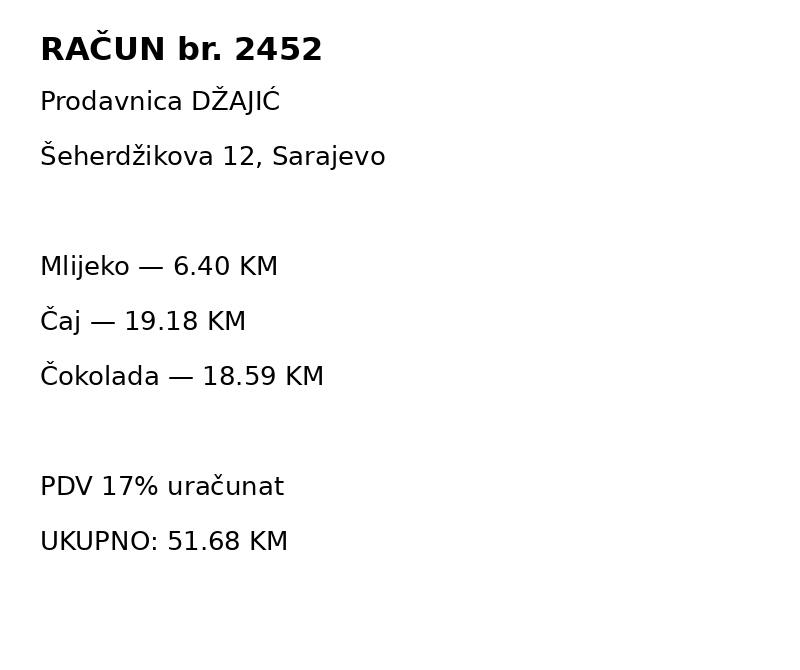 RAČUN br. 2452
Prodavnica DŽAJIĆ
Šeherdžikova 12, Sarajevo
Mlijeko — 6.40 KM
Čaj — 19.18 KM
Čokolada — 18.59 KM
PDV 17% uračunat
UKUPNO: 51.68 KM